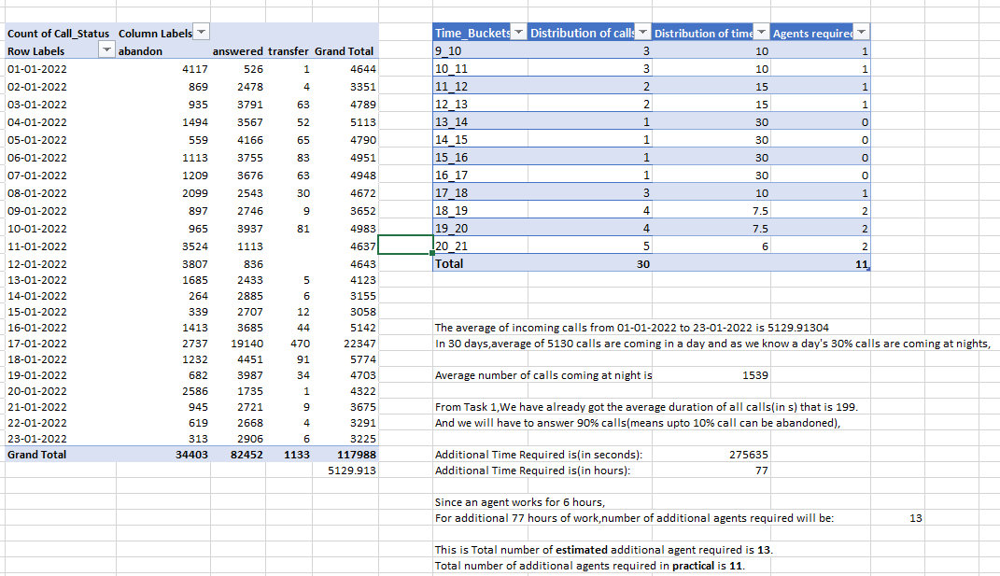 Count of Call_Status Column Labels
Row Labels abandon answered transfer Grand Total
01-01-2022 4117 526 1 4644
02-01-2022 869 2478 4 3351
03-01-2022 935 3791 63 4789
04-01-2022 1494 3567 52 5113
05-01-2022 559 4166 65 4790
06-01-2022 1113 3755 83 4951
07-01-2022 1209 3676 63 4948
08-01-2022 2099 2543 30 4672
09-01-2022 897 2746 9 3652
10-01-2022 965 3937 81 4983
11-01-2022 3524 1113 4637
12-01-2022 3807 836 4643
13-01-2022 1685 2433 5 4123
14-01-2022 264 2885 6 3155
15-01-2022 339 2707 12 3058
16-01-2022 1413 3685 44 5142
17-01-2022 2737 19140 470 22347
18-01-2022 1232 4451 91 5774
19-01-2022 682 3987 34 4703
20-01-2022 2586 1735 1 4322
21-01-2022 945 2721 9 3675
22-01-2022 619 2668 4 3291
23-01-2022 313 2906 6 3225
Grand Total 34403 82452 1133 117988
5129.913
Time_Buckets Distribution of calls Distribution of time Agents required
9_10 3 10 1
10_11 3 10 1
11_12 2 15 1
12_13 2 15 1
13_14 1 30 0
14_15 1 30 0
15_16 1 30 0
16_17 1 30 0
17_18 3 10 1
18_19 4 7.5 2
19_20 4 7.5 2
20_21 5 6 2
Total 30 11
The average of incoming calls from 01-01-2022 to 23-01-2022 is 5129.91304
In 30 days,average of 5130 calls are coming in a day and as we know a day's 30% calls are coming at nights,
Average number of calls coming at night is 1539
From Task 1,We have already got the average duration of all calls(in s) that is 199.
And we will have to answer 90% calls(means upto 10% call can be abandoned),
Additional Time Required is(in seconds): 275635
Additional Time Required is(in hours): 77
Since an agent works for 6 hours,
For additional 77 hours of work,number of additional agents required will be: 13
This is Total number of estimated additional agent required is 13.
Total number of additional agents required in practical is 11.